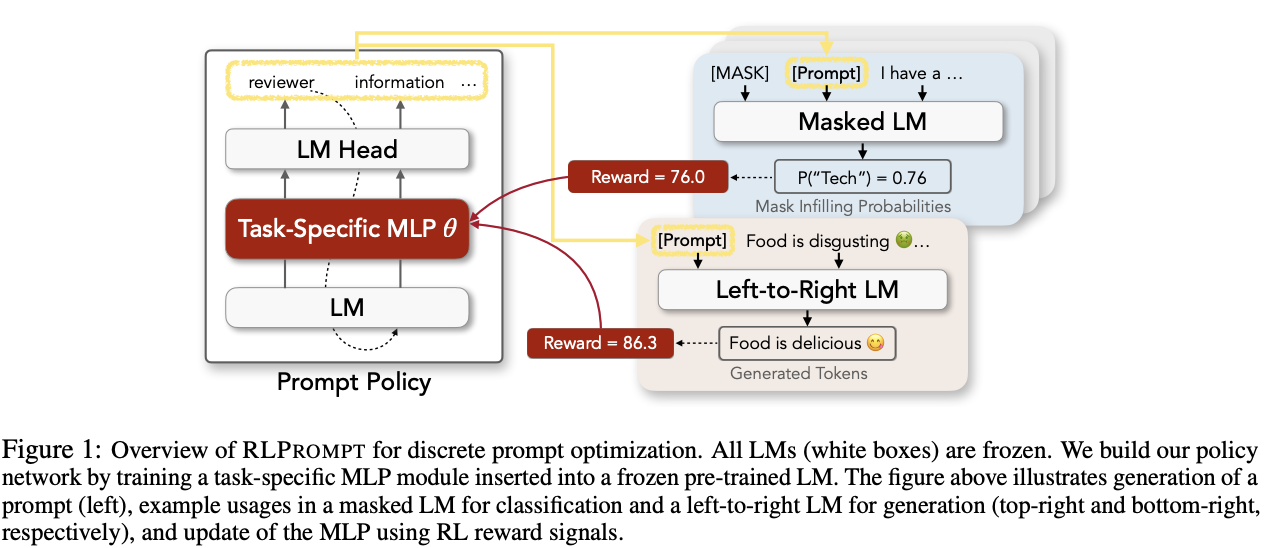 reviewer information ...
LM Head
Task-Specific MLP θ
LM
Prompt Policy
[MASK] [Prompt] I have a ...
Masked LM
P("Tech") = 0.76
Mask Infilling Probabilities
Reward = 76.0
[Prompt] Food is disgusting 🤢...
Left-to-Right LM
Food is delicious 😋
Generated Tokens
Reward = 86.3
Figure 1: Overview of RLPROMPT for discrete prompt optimization. All LMs (white boxes) are frozen. We build our policy
network by training a task-specific MLP module inserted into a frozen pre-trained LM. The figure above illustrates generation of a
prompt (left), example usages in a masked LM for classification and a left-to-right LM for generation (top-right and bottom-right,
respectively), and update of the MLP using RL reward signals.